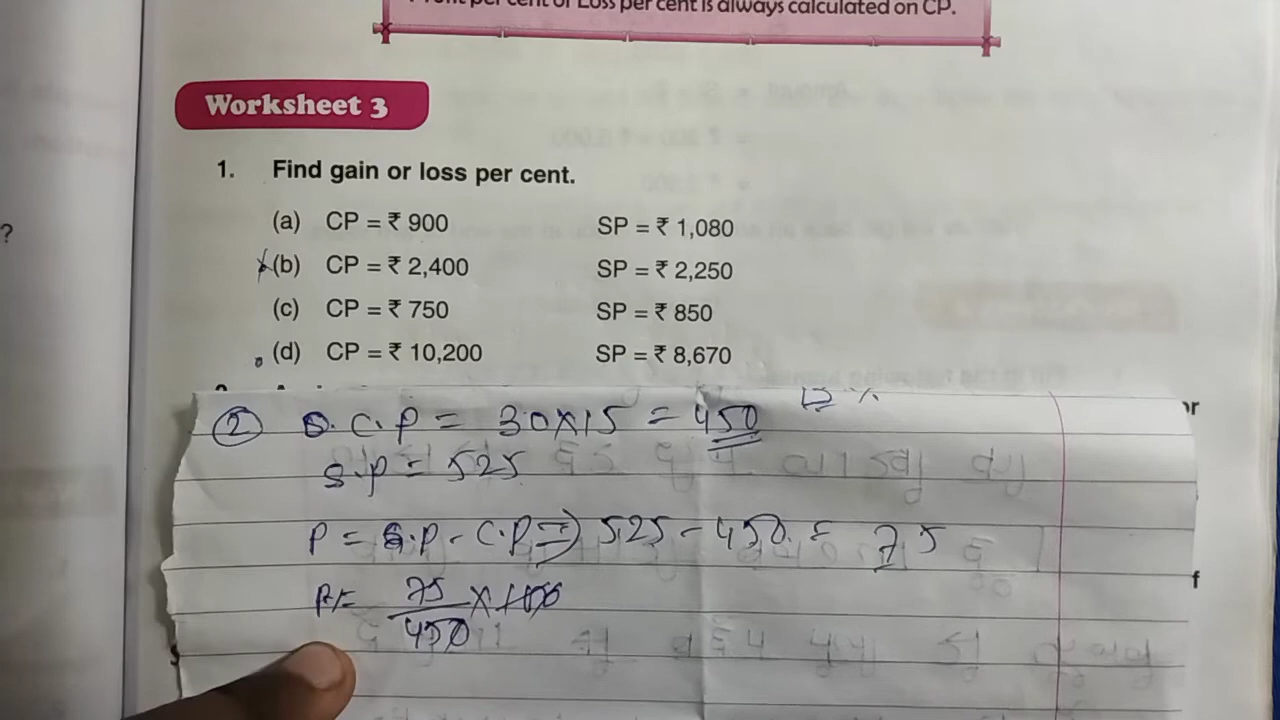 Profit per cent or Loss per cent is always calculated on CP.
Worksheet 3
1. Find gain or loss per cent.
(a) CP = ₹ 900 SP = ₹ 1,080
(b) CP = ₹ 2,400 SP = ₹ 2,250
(c) CP = ₹ 750 SP = ₹ 850
(d) CP = ₹ 10,200 SP = ₹ 8,670
?
② C.P = 30×15 = 450
S.P = 525
P = S.P - C.P => 525 - 450 = 75
75/450 × 100
or
f